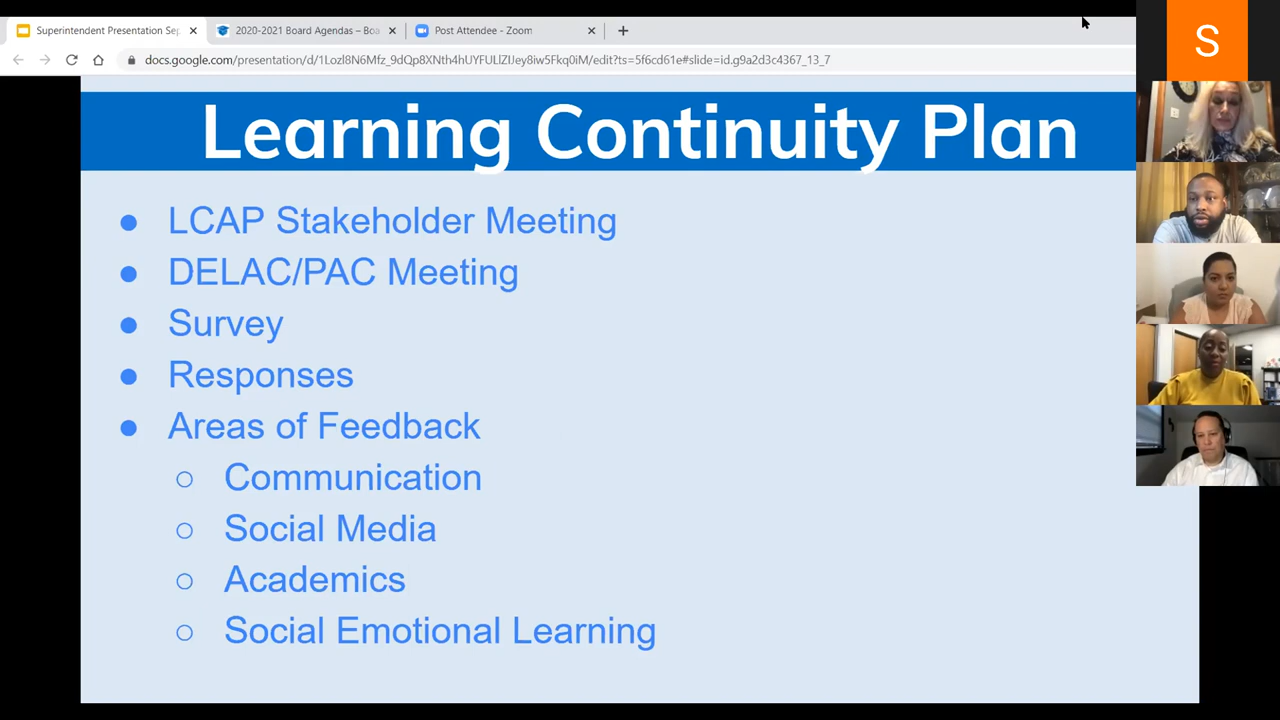 Superintendent Presentation Sep
2020-2021 Board Agendas – Boa
Post Attendee - Zoom
docs.google.com/presentation/d/1Lozl8N6Mfz_9dQp8XNth4hUYFULlZJey8iw5Fkq0iM/edit?ts=5f6cd61e#slide=id.g9a2d3c4367_13_7
S
Learning Continuity Plan
● LCAP Stakeholder Meeting
● DELAC/PAC Meeting
● Survey
● Responses
● Areas of Feedback
○ Communication
○ Social Media
○ Academics
○ Social Emotional Learning